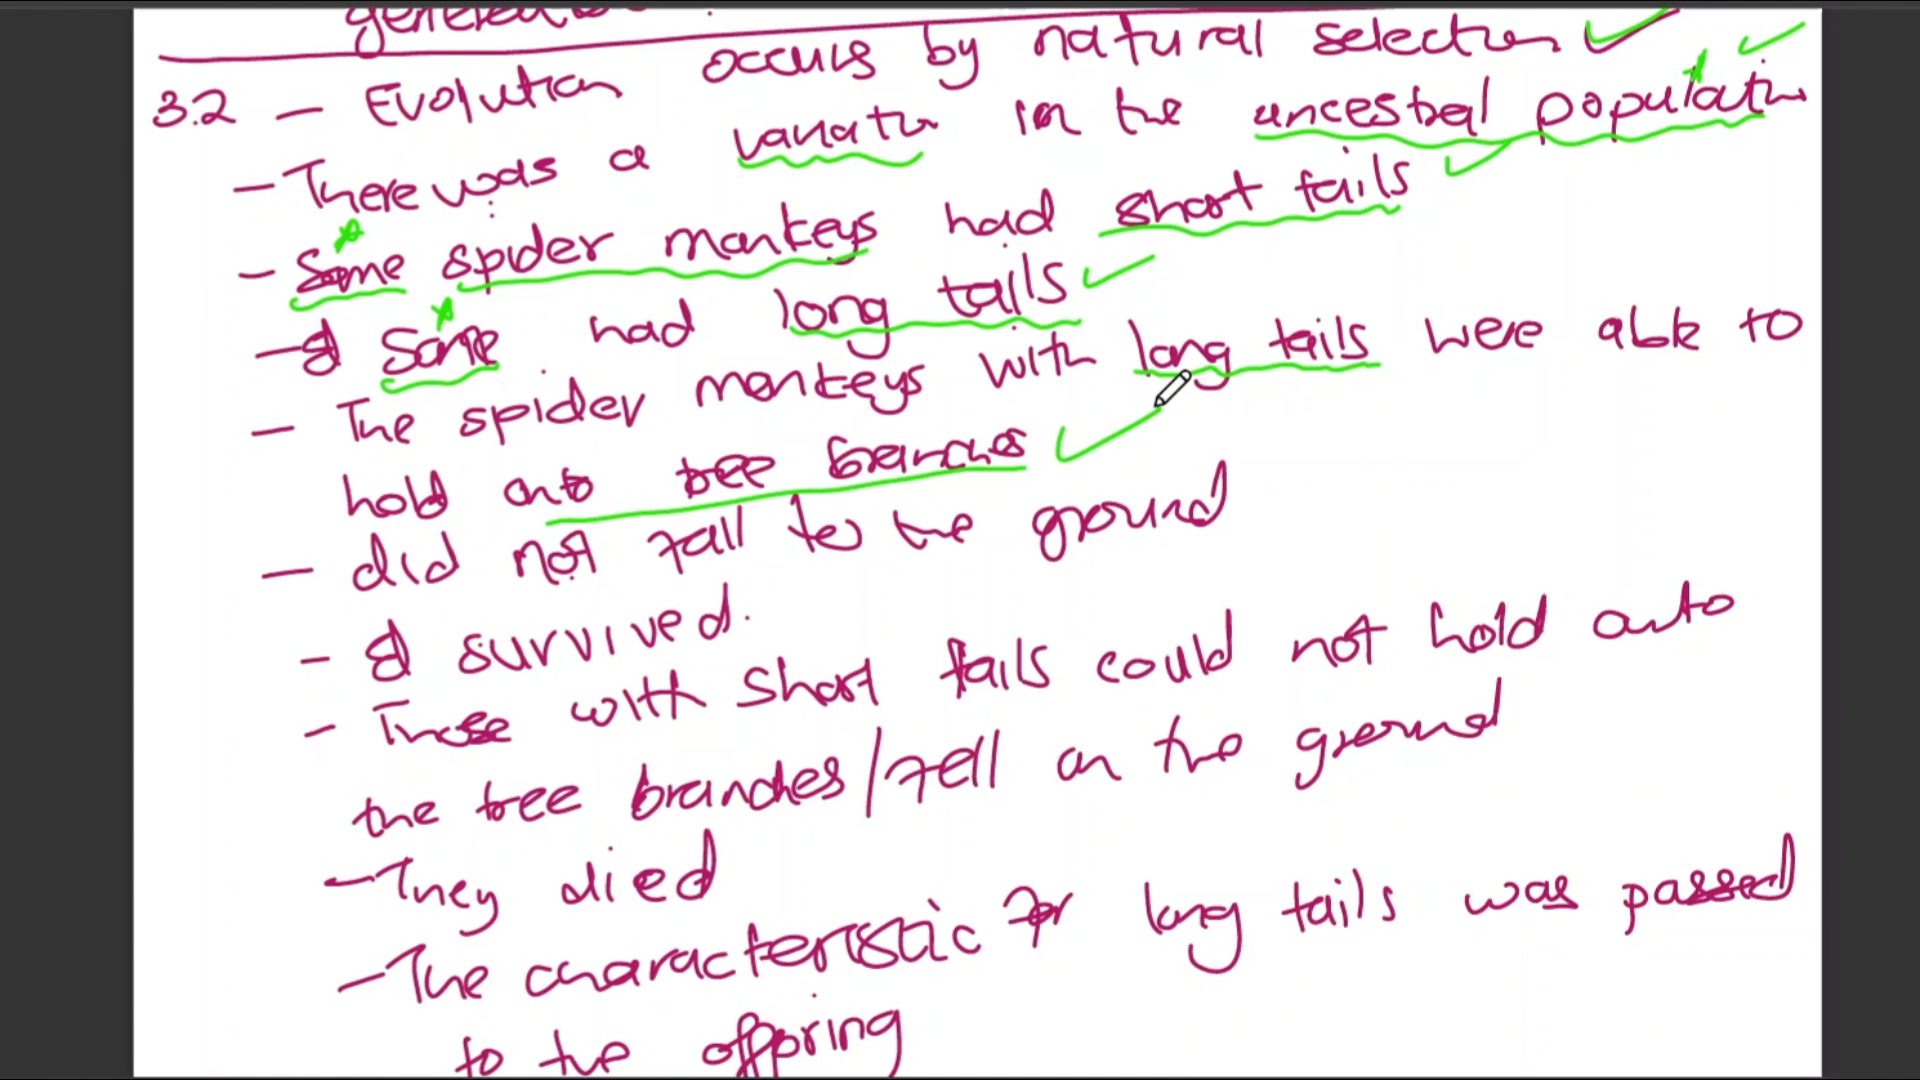 3.2 - Evolution occurs by natural selection
- There was a variation in the ancestral population
- Some spider monkeys had short tails
- & some had long tails
- The spider monkeys with long tails were able to
hold onto tree branches
- did not fall to the ground
- & survived.
- Those with short tails could not hold onto
the tree branches/fell on the ground
- They died
- The characteristic for long tails was passed
to the offpring